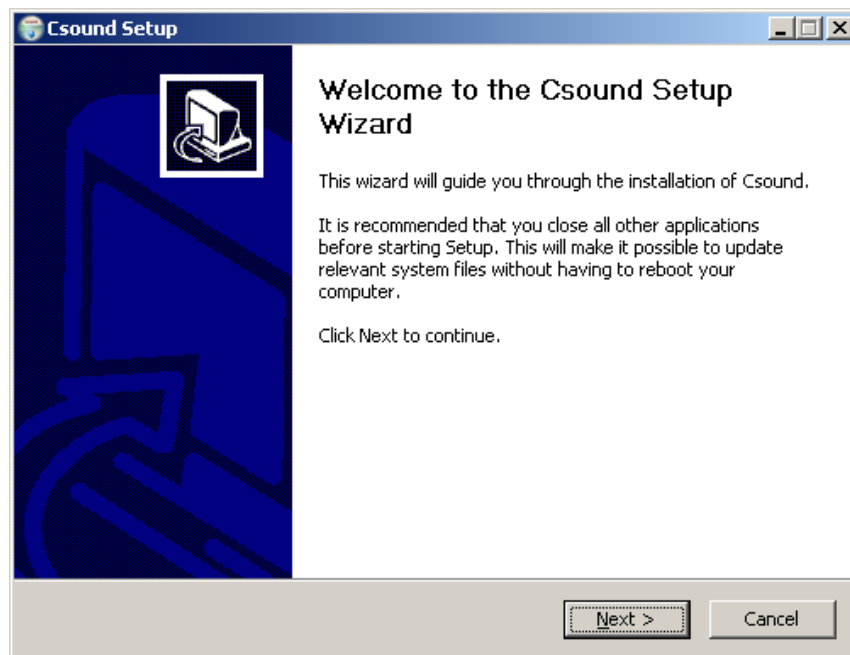 Csound Setup
Welcome to the Csound Setup
Wizard
This wizard will guide you through the installation of Csound.
It is recommended that you close all other applications
before starting Setup. This will make it possible to update
relevant system files without having to reboot your
computer.
Click Next to continue.
Next >
Cancel